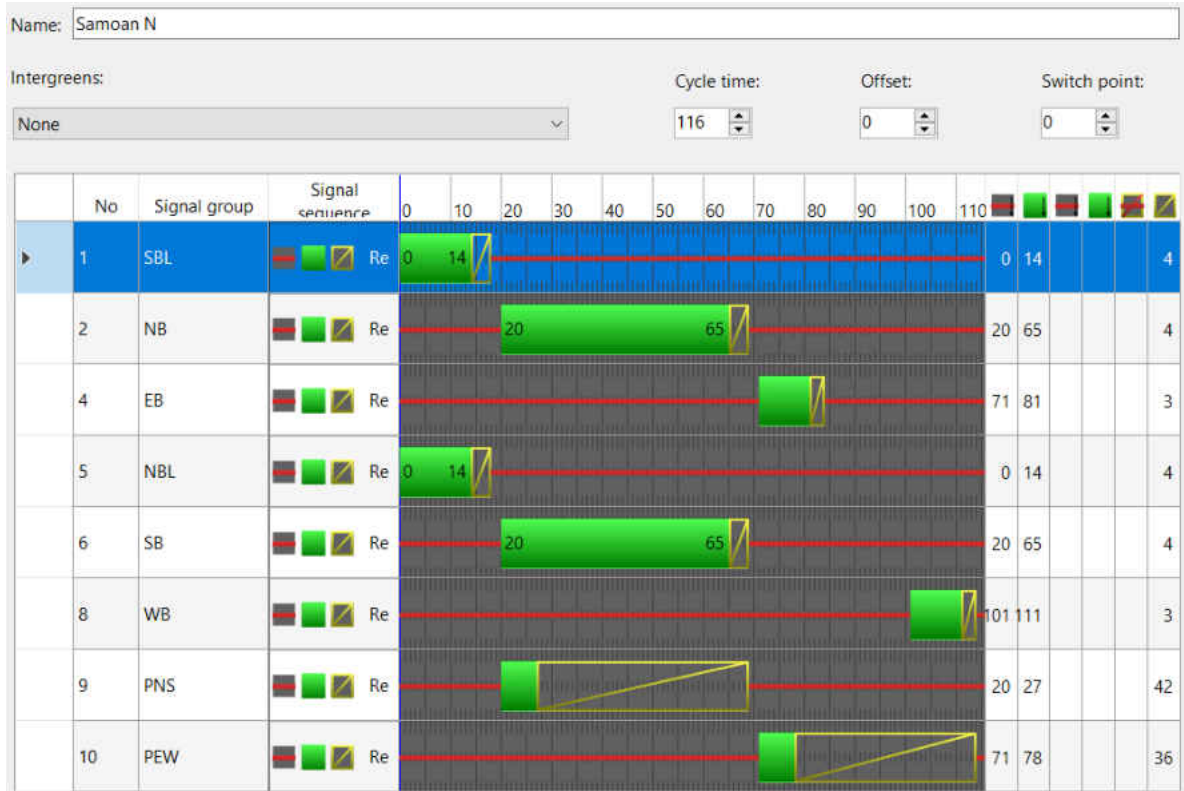 Name: Samoan N
Intergreens: Cycle time: Offset: Switch point:
None 116 0 0
No Signal group Signal sequence 0 10 20 30 40 50 60 70 80 90 100 110
1 SBL Re 0 14 0 14 4
2 NB Re 20 65 20 65 4
4 EB Re 71 81 3
5 NBL Re 0 14 0 14 4
6 SB Re 20 65 20 65 4
8 WB Re 101 111 3
9 PNS Re 20 27 42
10 PEW Re 71 78 36